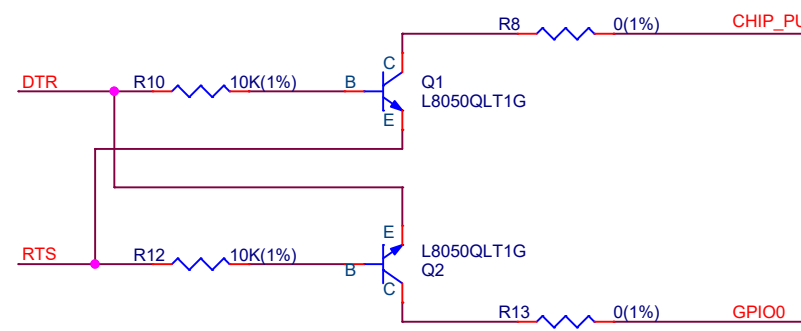 R8 0(1%) CHIP_PU
C
DTR R10 10K(1%) B Q1
L8050QLT1G
E
E L8050QLT1G
RTS R12 10K(1%) B Q2
C
R13 0(1%) GPIO0